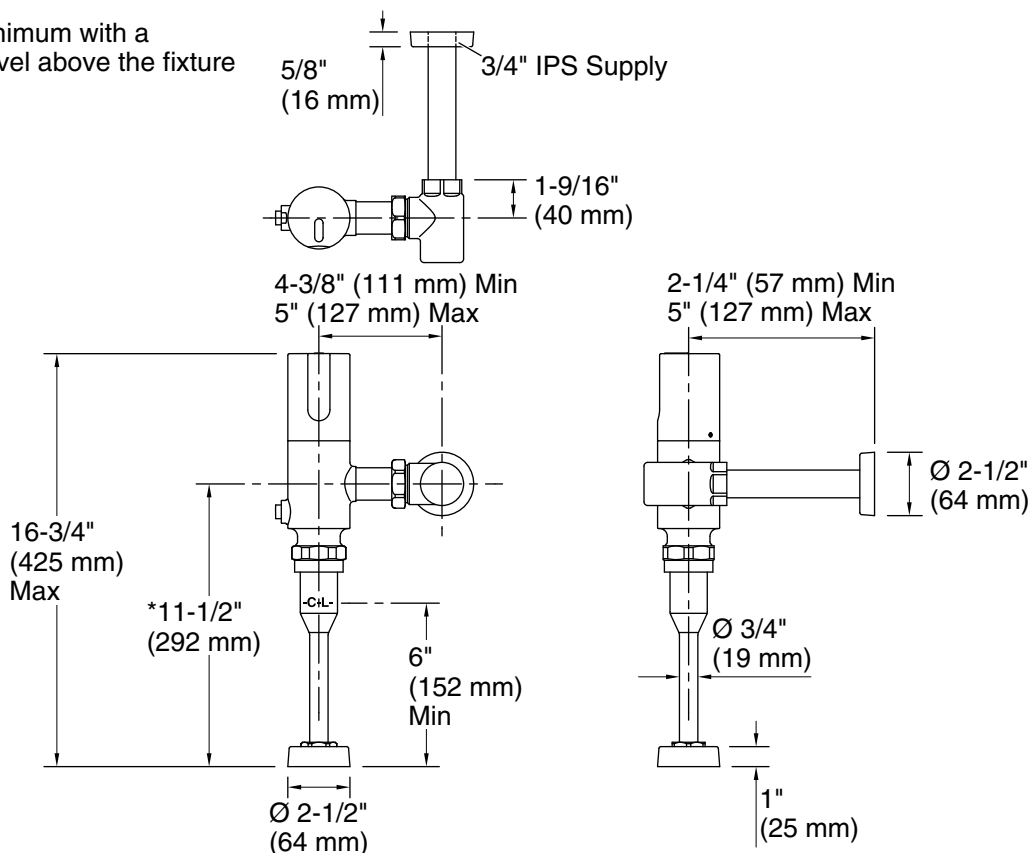 nimum with a
vel above the fixture
5/8"
(16 mm)
3/4" IPS Supply
1-9/16"
(40 mm)
4-3/8" (111 mm) Min
5" (127 mm) Max
2-1/4" (57 mm) Min
5" (127 mm) Max
Ø 2-1/2"
(64 mm)
16-3/4"
(425 mm)
Max
*11-1/2"
(292 mm)
-C-L-
6"
(152 mm)
Min
Ø 3/4"
(19 mm)
Ø 2-1/2"
(64 mm)
1"
(25 mm)